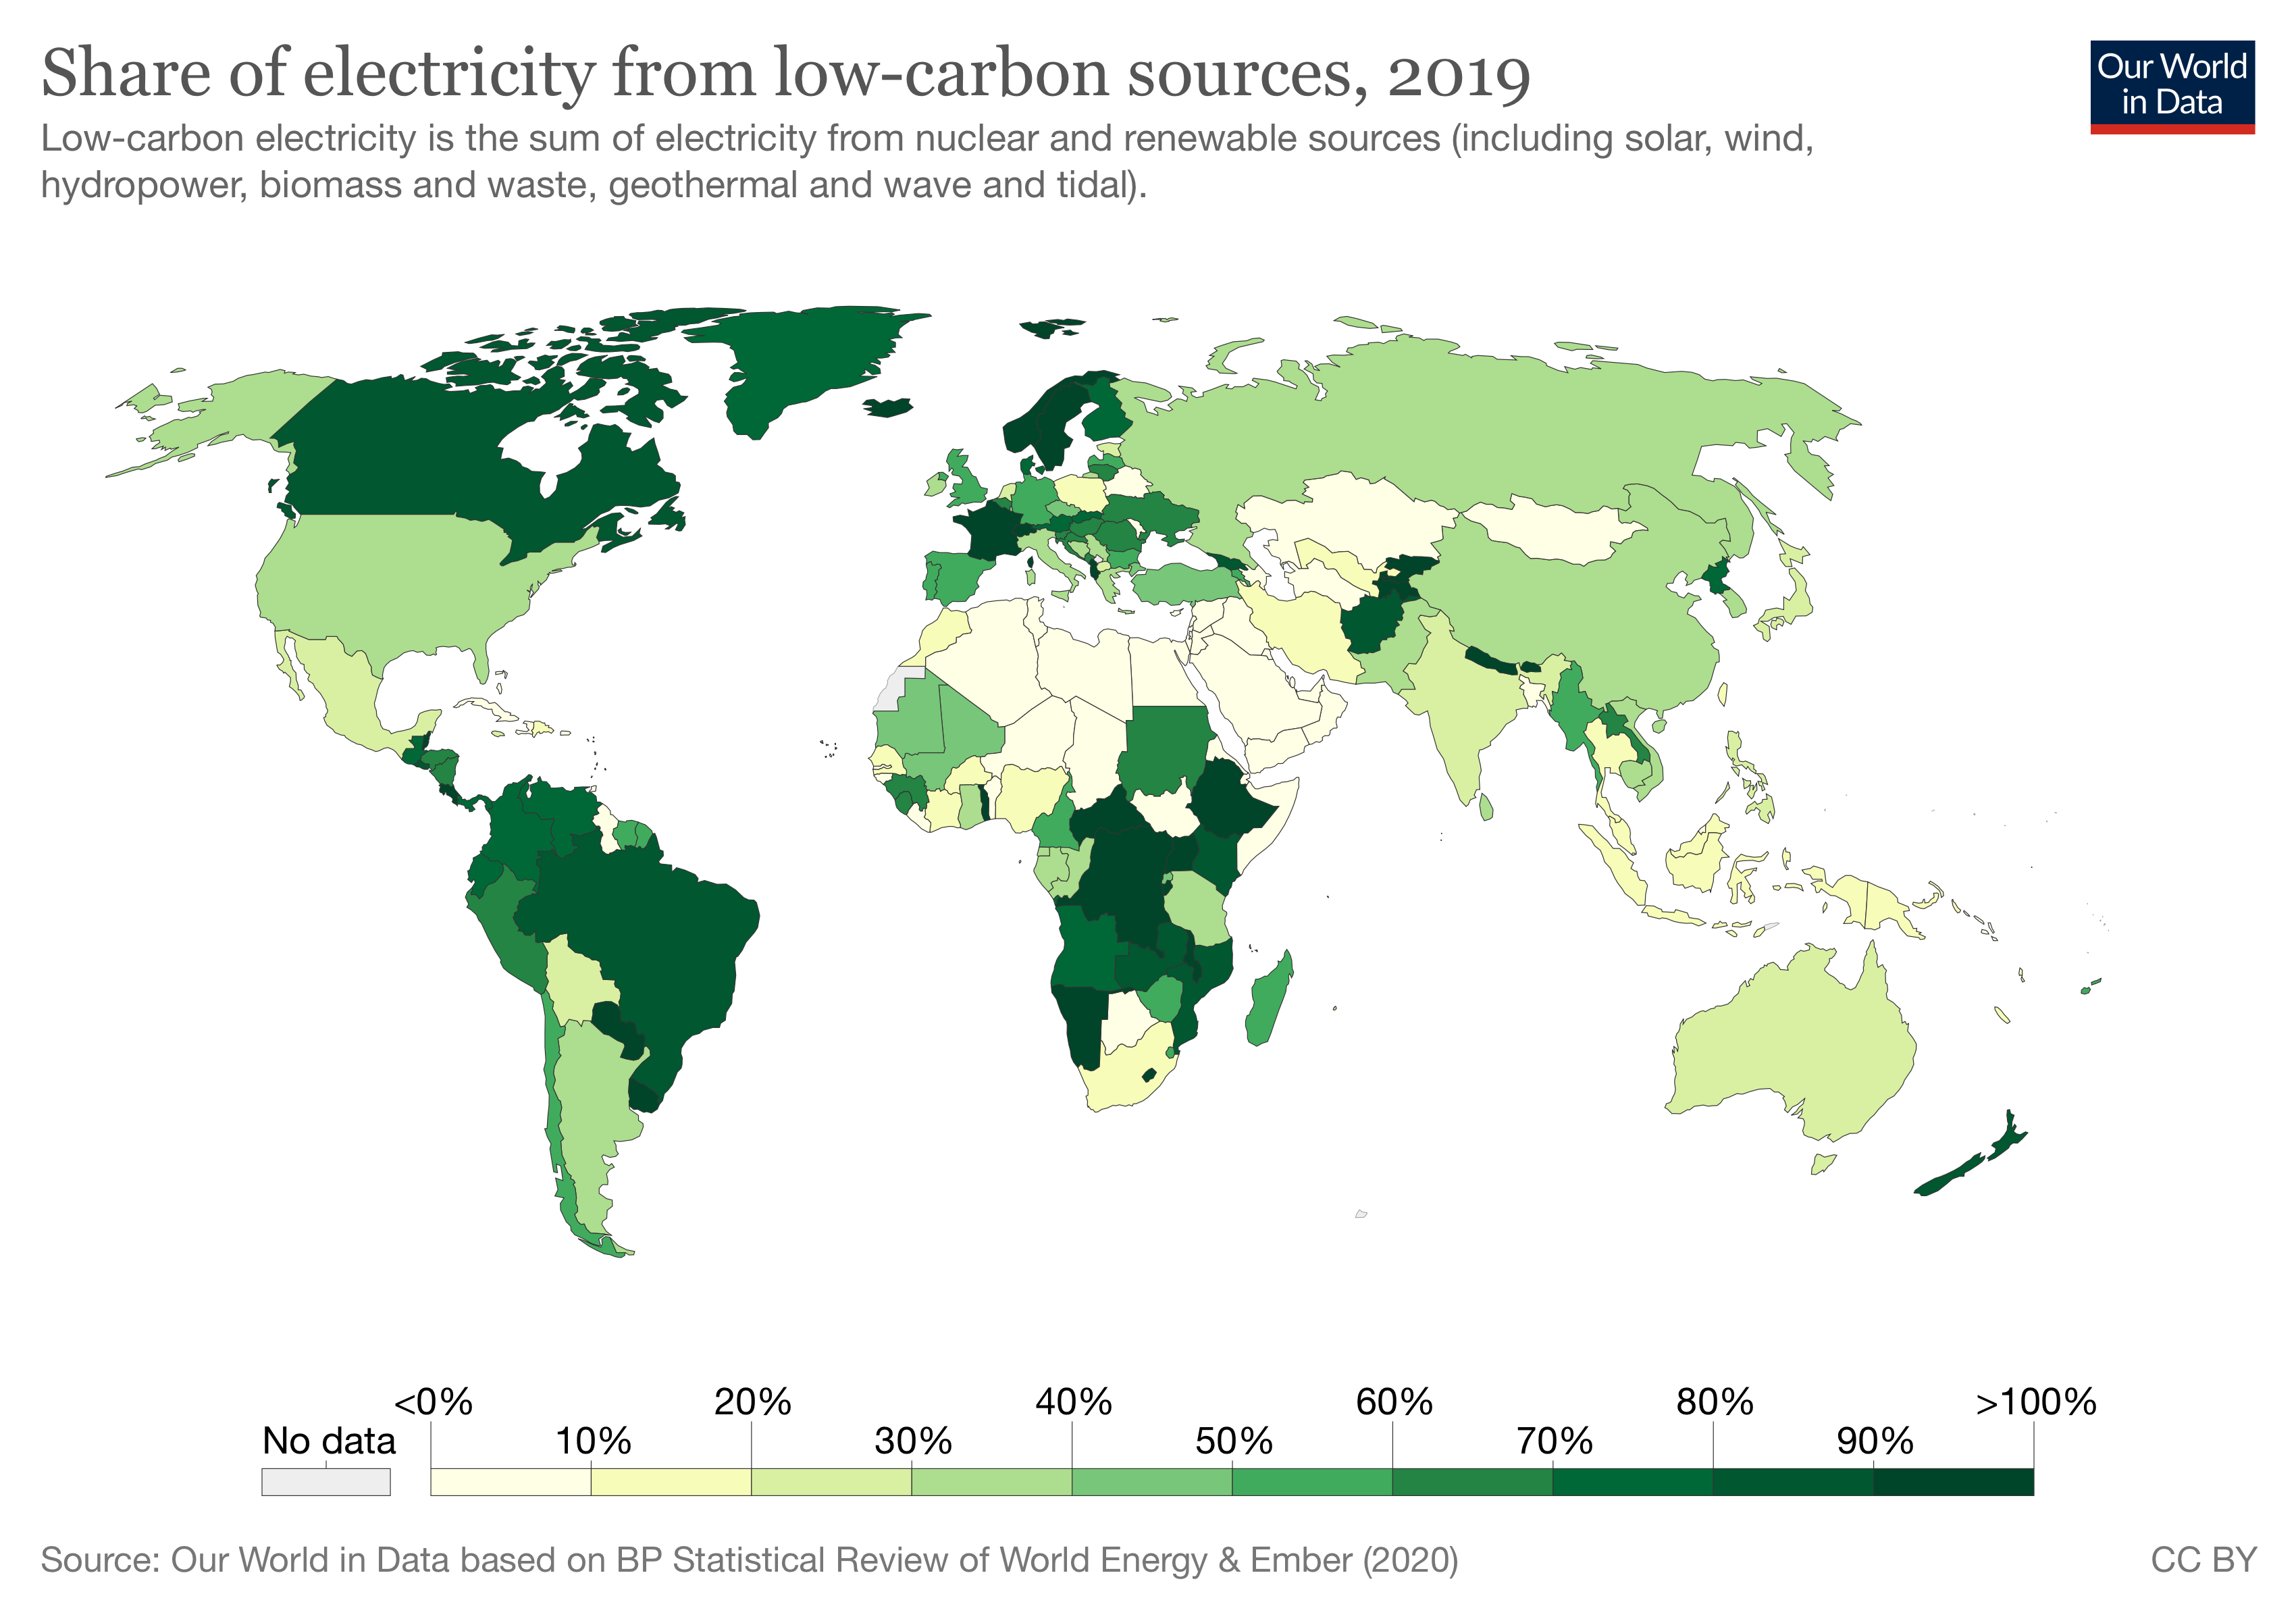 Share of electricity from low-carbon sources, 2019
Our World
in Data
Low-carbon electricity is the sum of electricity from nuclear and renewable sources (including solar, wind,
hydropower, biomass and waste, geothermal and wave and tidal).
<0% 20% 40% 60% 80% >100%
No data 10% 30% 50% 70% 90%
Source: Our World in Data based on BP Statistical Review of World Energy & Ember (2020)
CC BY